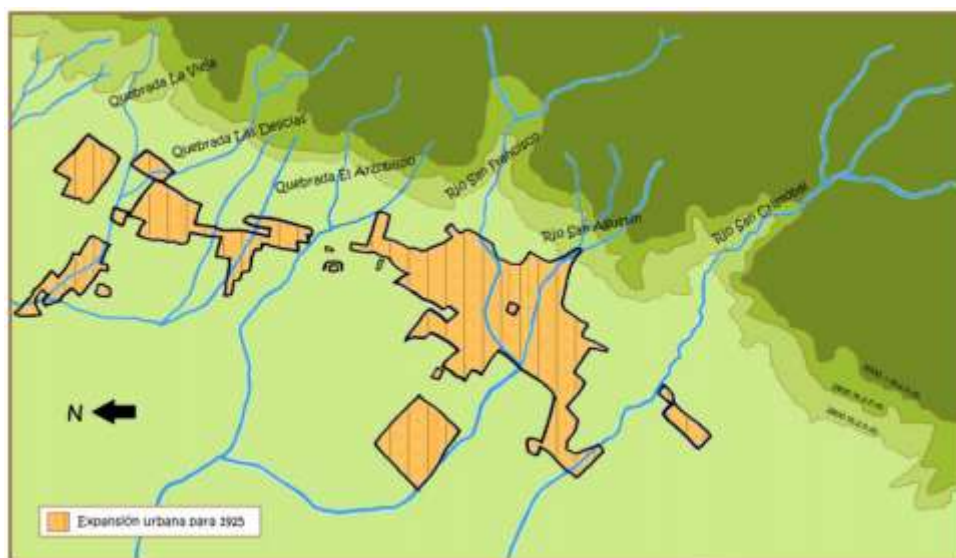 Quebrada La Vieja
Quebrada Las Delicias
Quebrada El Arzobispo
Río San Francisco
Río San Agustín
Río San Cristóbal
N
Expansión urbana para 1925